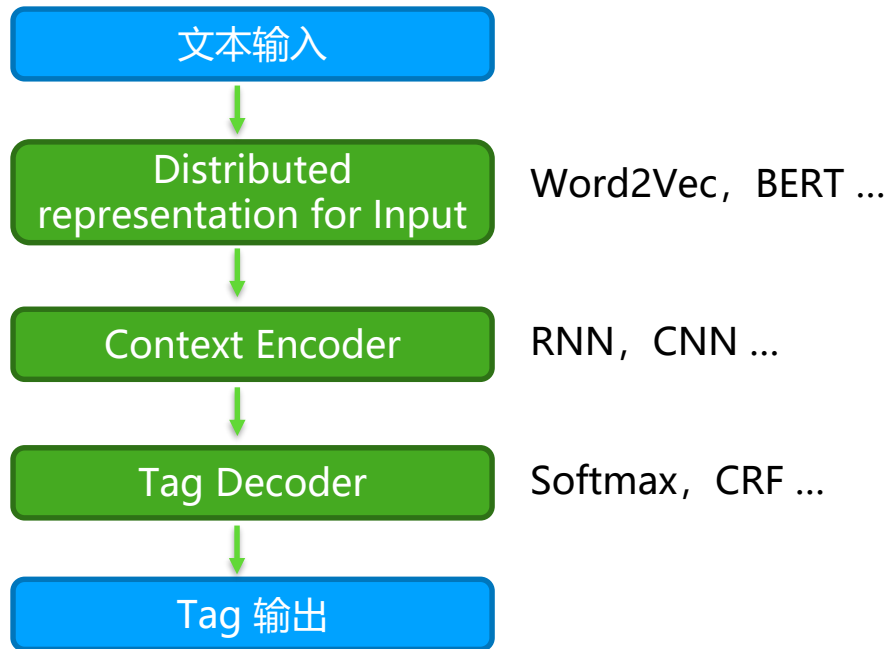 文本输入
Distributed
representation for Input
Word2Vec，BERT ...
Context Encoder
RNN，CNN ...
Tag Decoder
Softmax，CRF ...
Tag 输出